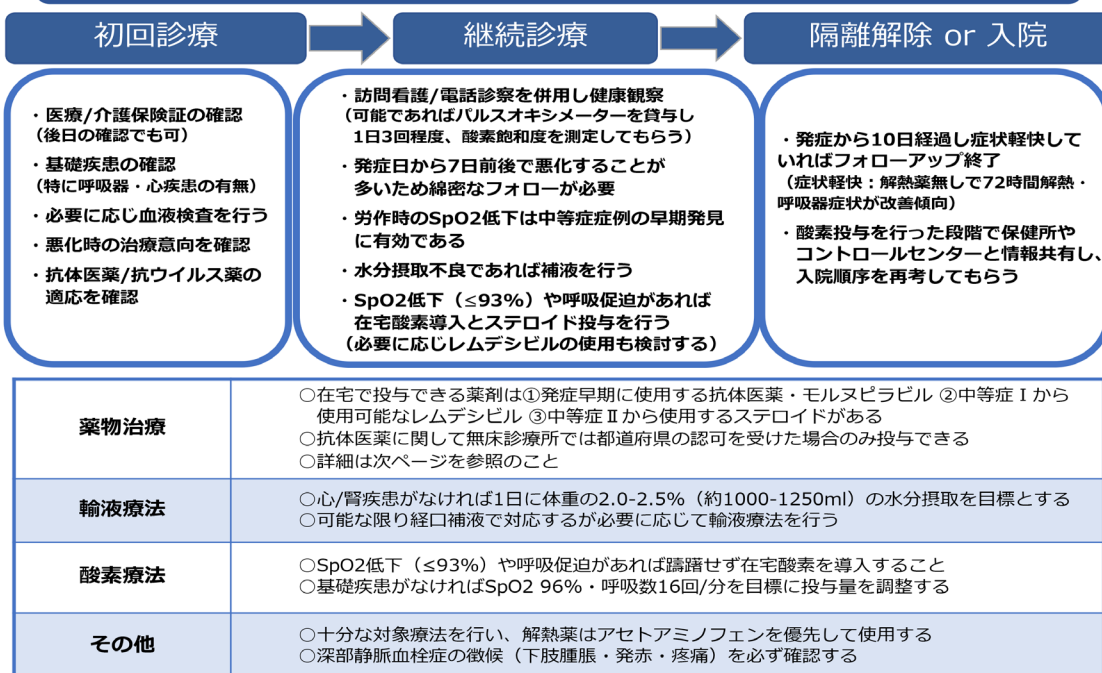 初回診療
継続診療
隔離解除 or 入院
・医療/介護保険証の確認
（後日の確認でも可）
・基礎疾患の確認
（特に呼吸器・心疾患の有無）
・必要に応じ血液検査を行う
・悪化時の治療意向を確認
・抗体医薬/抗ウイルス薬の
適応を確認
・訪問看護/電話診察を併用し健康観察
（可能であればパルスオキシメーターを貸与し
1日3回程度、酸素飽和度を測定してもらう）
・発症日から7日前後で悪化することが
多いため綿密なフォローが必要
・労作時のSpO2低下は中等症症例の早期発見
に有効である
・水分摂取不良であれば補液を行う
・SpO2低下（≤93%）や呼吸促迫があれば
在宅酸素導入とステロイド投与を行う
（必要に応じレムデシビルの使用も検討する）
・発症から10日経過し症状軽快して
いればフォローアップ終了
（症状軽快：解熱薬無しで72時間解熱・
呼吸器症状が改善傾向）
・酸素投与を行った段階で保健所や
コントロールセンターと情報共有し、
入院順序を再考してもらう
薬物治療
○在宅で投与できる薬剤は①発症早期に使用する抗体医薬・モルヌピラビル ②中等症Ⅰから
使用可能なレムデシビル ③中等症Ⅱから使用するステロイドがある
○抗体医薬に関して無床診療所では都道府県の認可を受けた場合のみ投与できる
○詳細は次ページを参照のこと
輸液療法
○心/腎疾患がなければ1日に体重の2.0-2.5%（約1000-1250ml）の水分摂取を目標とする
○可能な限り経口補液で対応するが必要に応じて輸液療法を行う
酸素療法
○SpO2低下（≤93%）や呼吸促迫があれば躊躇せず在宅酸素を導入すること
○基礎疾患がなければSpO2 96%・呼吸数16回/分を目標に投与量を調整する
その他
○十分な対象療法を行い、解熱薬はアセトアミノフェンを優先して使用する
○深部静脈血栓症の徴候（下肢腫脹・発赤・疼痛）を必ず確認する